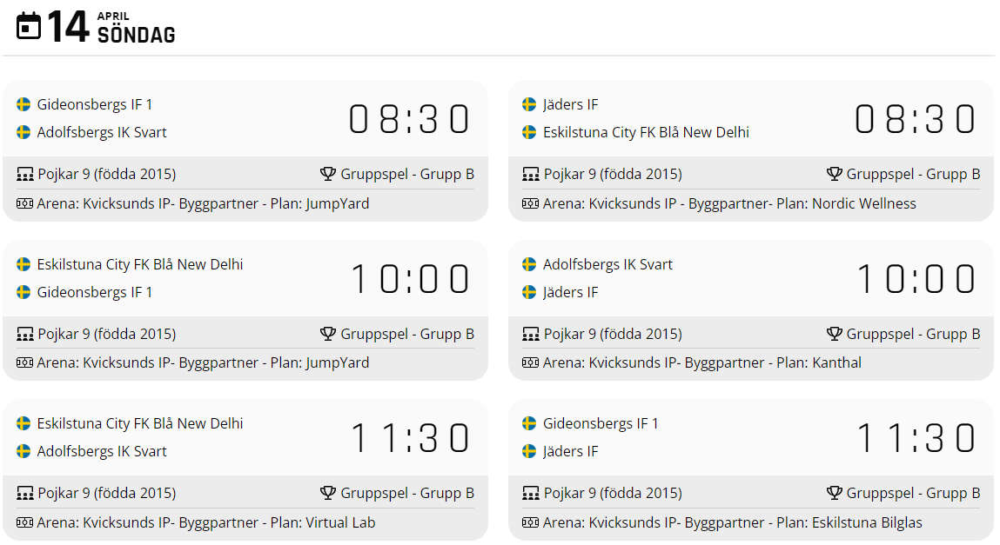 14
APRIL
SÖNDAG
Gideonsbergs IF 1
Adolfsbergs IK Svart
08:30
Pojkar 9 (födda 2015)
Gruppspel - Grupp B
Arena: Kvicksunds IP- Byggpartner - Plan: JumpYard
Jäders IF
Eskilstuna City FK Blå New Delhi
08:30
Pojkar 9 (födda 2015)
Gruppspel - Grupp B
Arena: Kvicksunds IP - Byggpartner- Plan: Nordic Wellness
Eskilstuna City FK Blå New Delhi
Gideonsbergs IF 1
10:00
Pojkar 9 (födda 2015)
Gruppspel - Grupp B
Arena: Kvicksunds IP- Byggpartner - Plan: JumpYard
Adolfsbergs IK Svart
Jäders IF
10:00
Pojkar 9 (födda 2015)
Gruppspel - Grupp B
Arena: Kvicksunds IP- Byggpartner - Plan: Kanthal
Eskilstuna City FK Blå New Delhi
Adolfsbergs IK Svart
11:30
Pojkar 9 (födda 2015)
Gruppspel - Grupp B
Arena: Kvicksunds IP- Byggpartner - Plan: Virtual Lab
Gideonsbergs IF 1
Jäders IF
11:30
Pojkar 9 (födda 2015)
Gruppspel - Grupp B
Arena: Kvicksunds IP- Byggpartner - Plan: Eskilstuna Bilglas